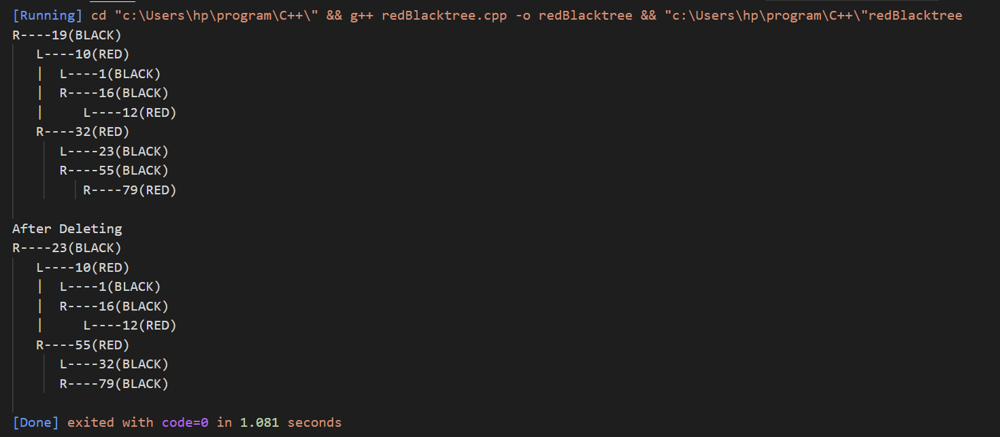 [Running] cd "c:\Users\hp\program\C++\" && g++ redBlacktree.cpp -o redBlacktree && "c:\Users\hp\program\C++\"redBlacktree
R----19(BLACK)
   L----10(RED)
   |  L----1(BLACK)
   |  R----16(BLACK)
   |     L----12(RED)
   R----32(RED)
      L----23(BLACK)
      R----55(BLACK)
         R----79(RED)

After Deleting
R----23(BLACK)
   L----10(RED)
   |  L----1(BLACK)
   |  R----16(BLACK)
   |     L----12(RED)
   R----55(RED)
      L----32(BLACK)
      R----79(BLACK)

[Done] exited with code=0 in 1.081 seconds